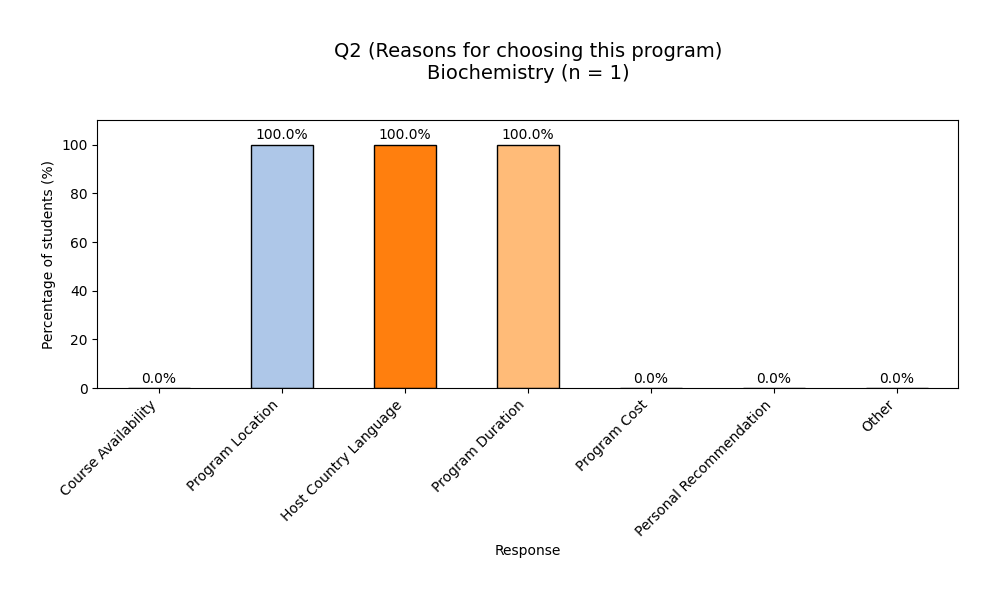 Q2 (Reasons for choosing this program)
Biochemistry (n = 1)
Percentage of students (%)
100
80
60
40
20
0
0.0%
100.0%
100.0%
100.0%
0.0%
0.0%
0.0%
Course Availability
Program Location
Host Country Language
Program Duration
Program Cost
Personal Recommendation
Other
Response